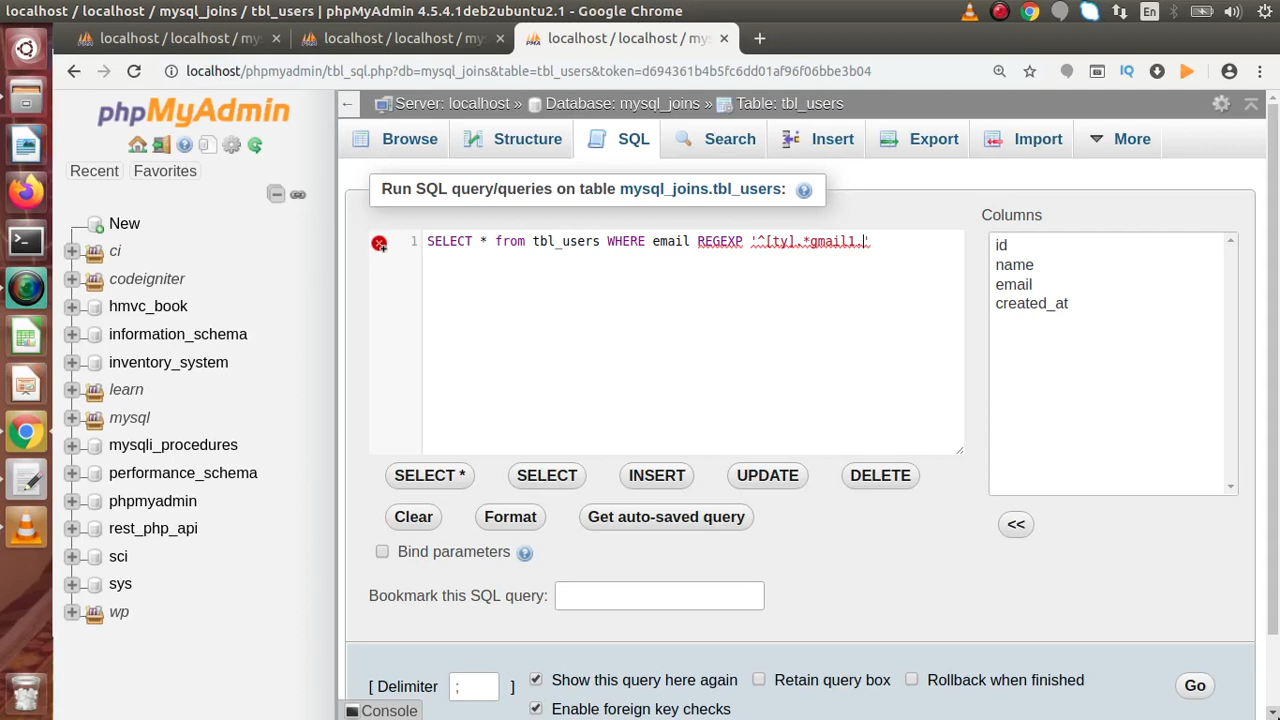 localhost / localhost / mysql_joins / tbl_users | phpMyAdmin 4.5.4.1deb2ubuntu2.1 - Google Chrome
En 5:36 PM
localhost / localhost / my
localhost / localhost / my
localhost / localhost / my
localhost/phpmyadmin/tbl_sql.php?db=mysql_joins&table=tbl_users&token=d694361b4b5fc6dd01af96f06bbe3b04
IQ
phpMyAdmin
Recent Favorites
New
ci
codeigniter
hmvc_book
information_schema
inventory_system
learn
mysql
mysqli_procedures
performance_schema
phpmyadmin
rest_php_api
sci
sys
wp
Server: localhost » Database: mysql_joins » Table: tbl_users
Browse Structure SQL Search Insert Export Import More
Run SQL query/queries on table mysql_joins.tbl_users:
1 SELECT * from tbl_users WHERE email REGEXP '^[ty].*gmail1.'
Columns
id
name
email
created_at
<<
SELECT * SELECT INSERT UPDATE DELETE
Clear Format Get auto-saved query
Bind parameters
Bookmark this SQL query:
[ Delimiter ; ] Show this query here again Retain query box Rollback when finished
Enable foreign key checks
Go
Console